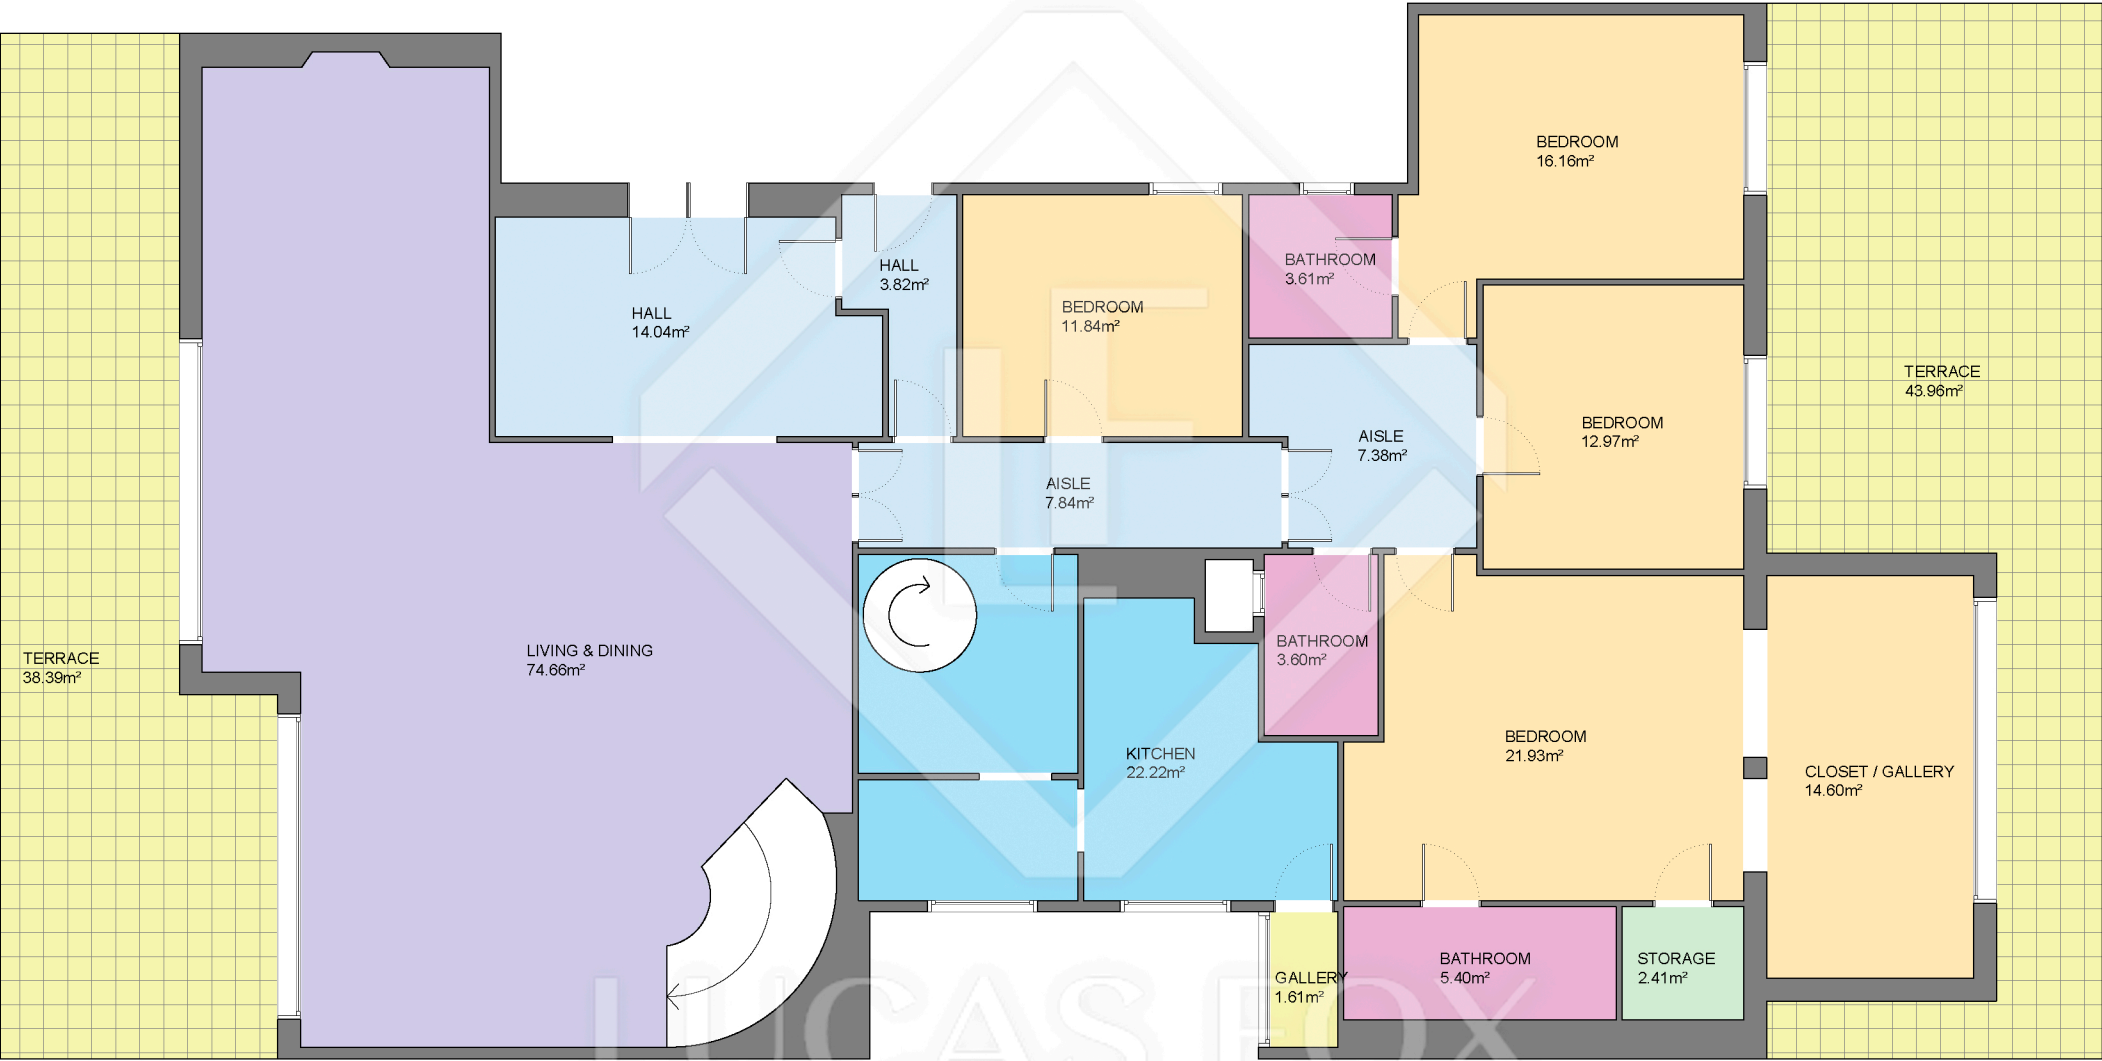 BEDROOM
16.16m²
HALL
3.82m²
BATHROOM
3.61m²
HALL
14.04m²
BEDROOM
11.84m²
TERRACE
43.96m²
BEDROOM
12.97m²
AISLE
7.38m²
AISLE
7.84m²
LIVING & DINING
74.66m²
TERRACE
38.39m²
BATHROOM
3.60m²
KITCHEN
22.22m²
BEDROOM
21.93m²
CLOSET / GALLERY
14.60m²
BATHROOM
5.40m²
STORAGE
2.41m²
GALLERY
1.61m²
LF
LUCAS FOX